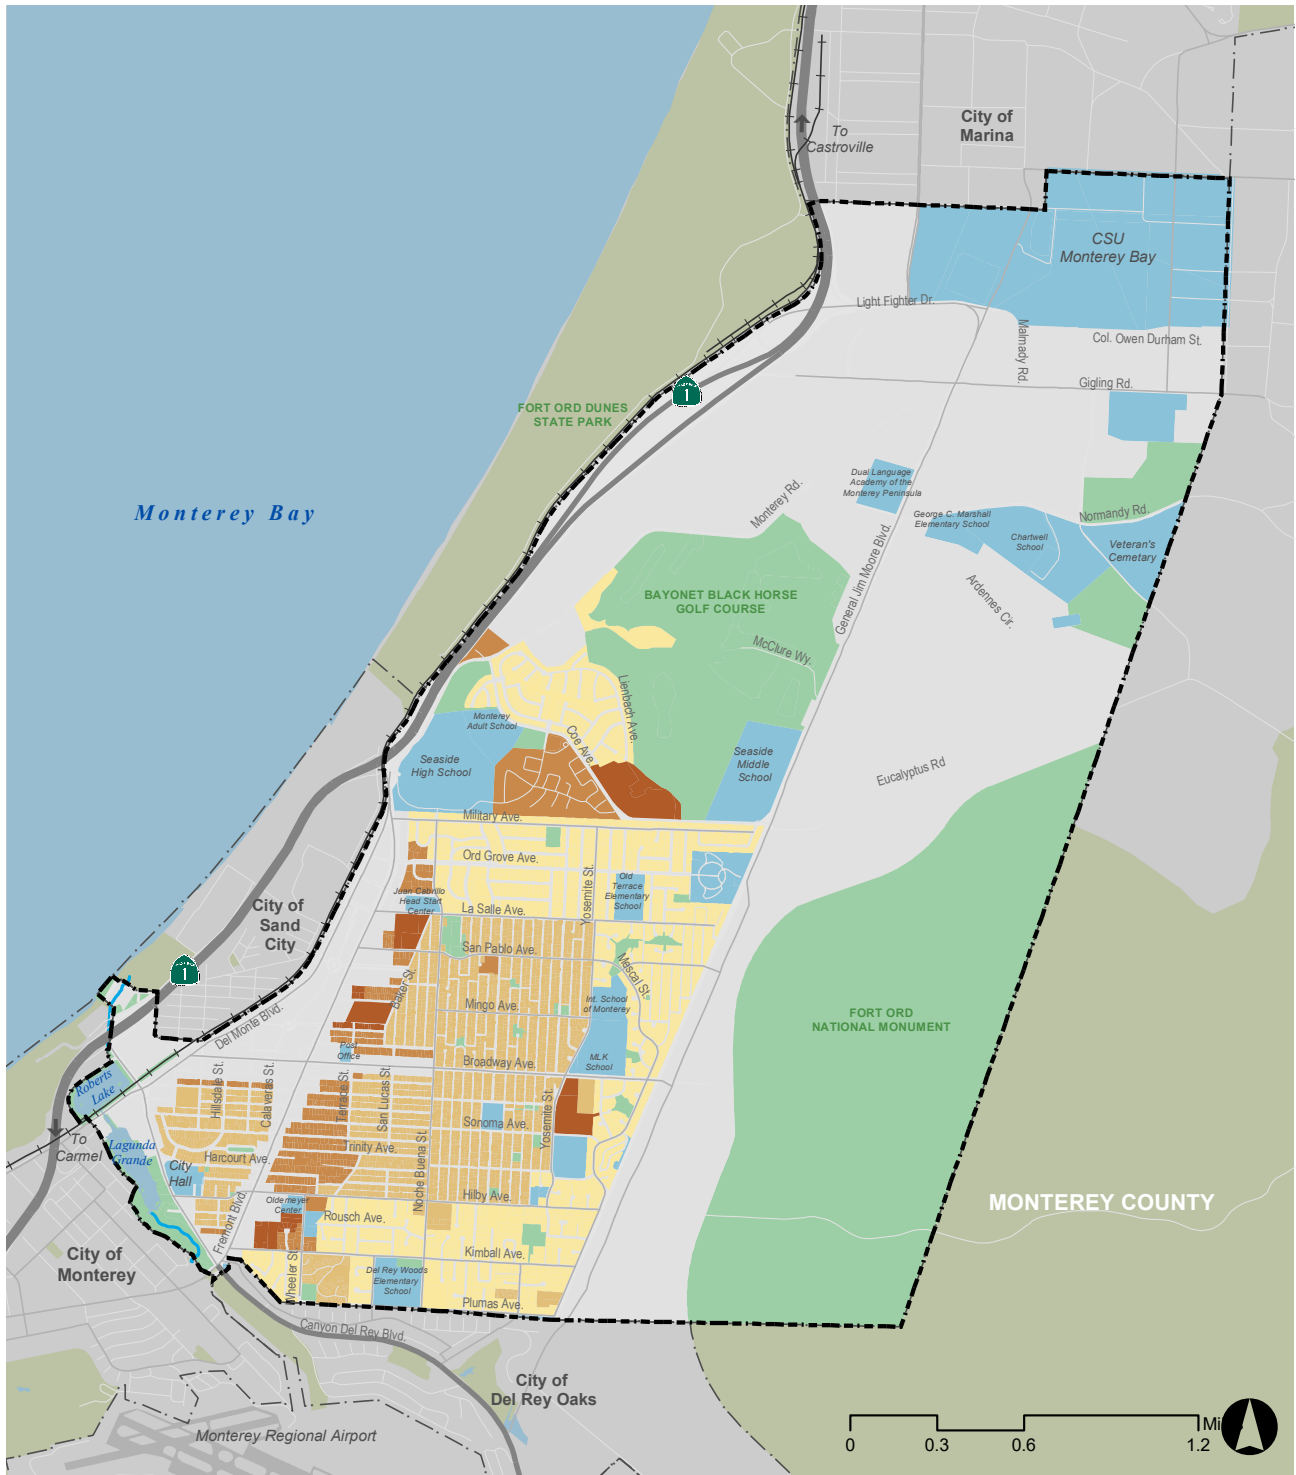 City of
Marina
To
Castroville
CSU
Monterey Bay
Light Fighter Dr.
Malmady Rd.
Col. Owen Durham St.
Gigling Rd.
1
FORT ORD DUNES
STATE PARK
Monterey Bay
Monterey Rd.
Dual Language
Academy of the
Monterey Peninsula
George C. Marshall
Elementary School
Normandy Rd.
Chartwell
School
Veteran's
Cemetary
General Jim Moore Blvd.
Ardennes Cir.
BAYONET BLACK HORSE
GOLF COURSE
McClure Wy.
Lienbach Ave.
Monterey
Adult School
Coe Ave.
Seaside
High School
Seaside
Middle
School
Eucalyptus Rd
Military Ave.
Ord Grove Ave.
Yosemite St.
Old
Terrace
Elementary
School
Juan Cabrillo
Head Start
Center
La Salle Ave.
City of
Sand
City
San Pablo Ave.
Mescal St.
1
Baker St.
Mingo Ave.
Int. School
of Monterey
FORT ORD
NATIONAL MONUMENT
Del Monte Blvd.
Post
Office
Broadway Ave.
MLK
School
Roberts
Lake
Hillsdale St.
Calaveras St.
Terrace St.
San Lucas St.
Sonoma Ave.
Yosemite St.
To
Carmel
Lagunda
Grande
Harcourt Ave.
Trinity Ave.
Noche Buena St.
City
Hall
Hilby Ave.
Oldemeyer
Center
Rousch Ave.
MONTEREY COUNTY
Fremont Blvd.
City of
Monterey
Kimball Ave.
Wheeler St.
Del Rey Woods
Elementary
School
Plumas Ave.
Canyon Del Rey Blvd.
City of
Del Rey Oaks
Monterey Regional Airport
0 0.3 0.6 1.2